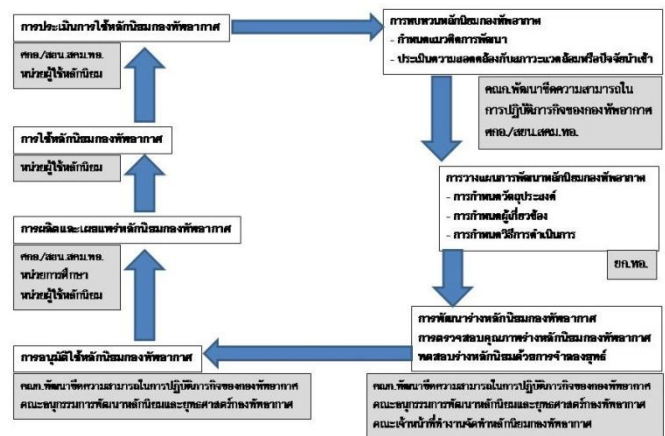 การประเมินการใช้หลักนิยมกองทัพอากาศ
ศกอ./สยน.สคม.ทอ.
หน่วยผู้ใช้หลักนิยม
การทบทวนหลักนิยมกองทัพอากาศ
- กำหนดแนวคิดการพัฒนา
- ประเมินความสอดคล้องกับสภาวะแวดล้อมหรือปัจจัยนำเข้า
คณก.พัฒนาขีดความสามารถใน
การปฏิบัติภารกิจของกองทัพอากาศ
ศกอ./สยน.สคม.ทอ.
การใช้หลักนิยมกองทัพอากาศ
หน่วยผู้ใช้หลักนิยม
การวางแผนการพัฒนาหลักนิยมกองทัพอากาศ
- การกำหนดวัตถุประสงค์
- การกำหนดผู้เกี่ยวข้อง
- การกำหนดวิธีการดำเนินการ
ยก.ทอ.
การผลิตและเผยแพร่หลักนิยมกองทัพอากาศ
ศกอ./สยน.สคม.ทอ.
หน่วยการศึกษา
หน่วยผู้ใช้หลักนิยม
การพัฒนาร่างหลักนิยมกองทัพอากาศ
การตรวจสอบคุณภาพร่างหลักนิยมกองทัพอากาศ
ทดสอบร่างหลักนิยมด้วยการจำลองยุทธ์
การอนุมัติใช้หลักนิยมกองทัพอากาศ
คณก.พัฒนาขีดความสามารถในการปฏิบัติภารกิจของกองทัพอากาศ
คณะอนุกรรมการพัฒนาหลักนิยมและยุทธศาสตร์กองทัพอากาศ
คณก.พัฒนาขีดความสามารถในการปฏิบัติภารกิจของกองทัพอากาศ
คณะอนุกรรมการพัฒนาหลักนิยมและยุทธศาสตร์กองทัพอากาศ
คณะเจ้าหน้าที่ทำงานจัดทำหลักนิยมกองทัพอากาศ